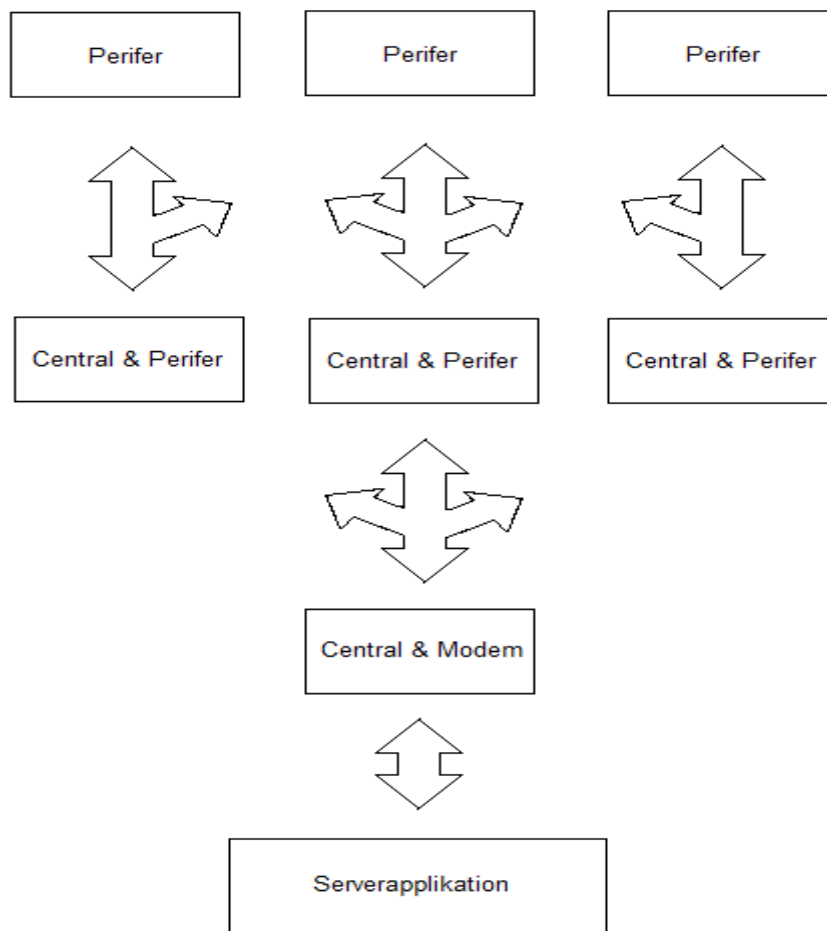 Perifer
Perifer
Perifer
Central & Perifer
Central & Perifer
Central & Perifer
Central & Modem
Serverapplikation